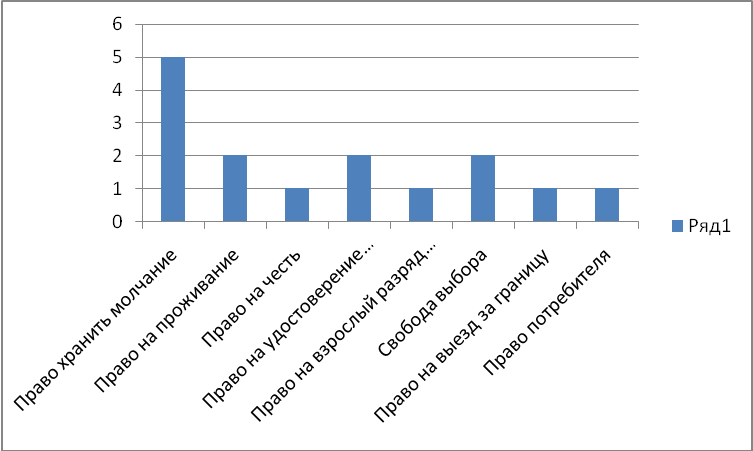 6
5
4
3
2
1
0
Право хранить молчание
Право на проживание
Право на честь
Право на удостоверение...
Право на взрослый разряд...
Свобода выбора
Право на выезд за границу
Право потребителя
Ряд1